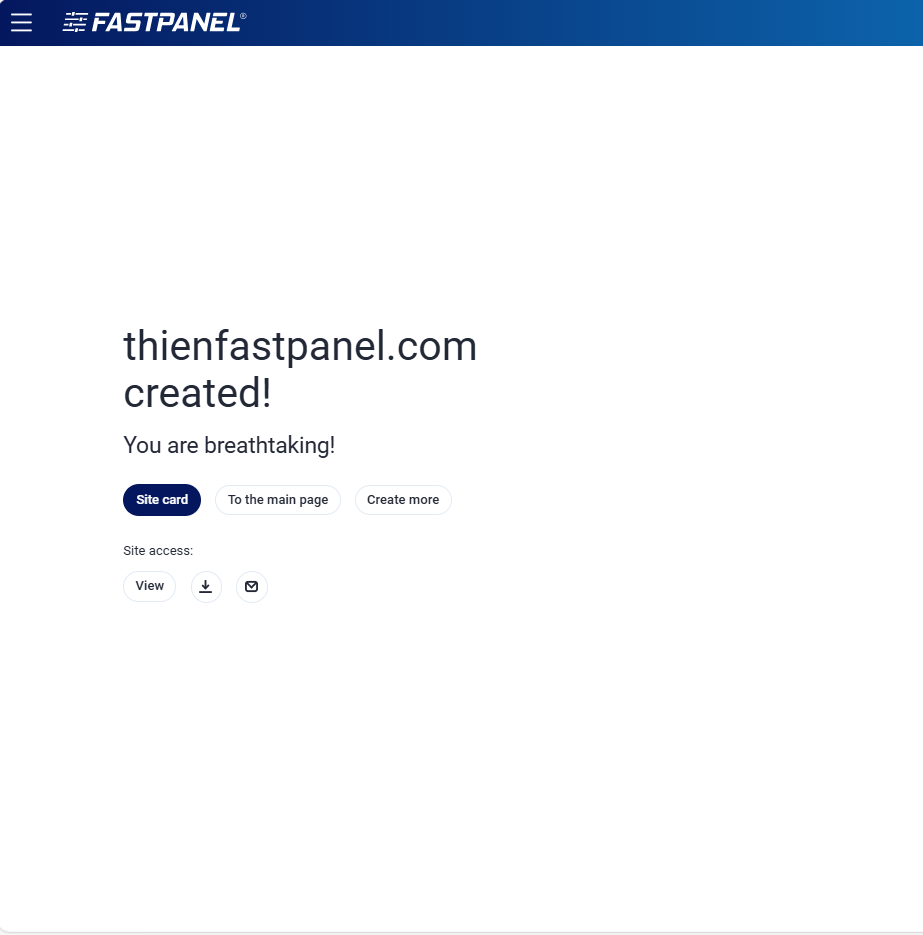 FASTPANEL®
thienfastpanel.com
created!
You are breathtaking!
Site card To the main page Create more
Site access:
View